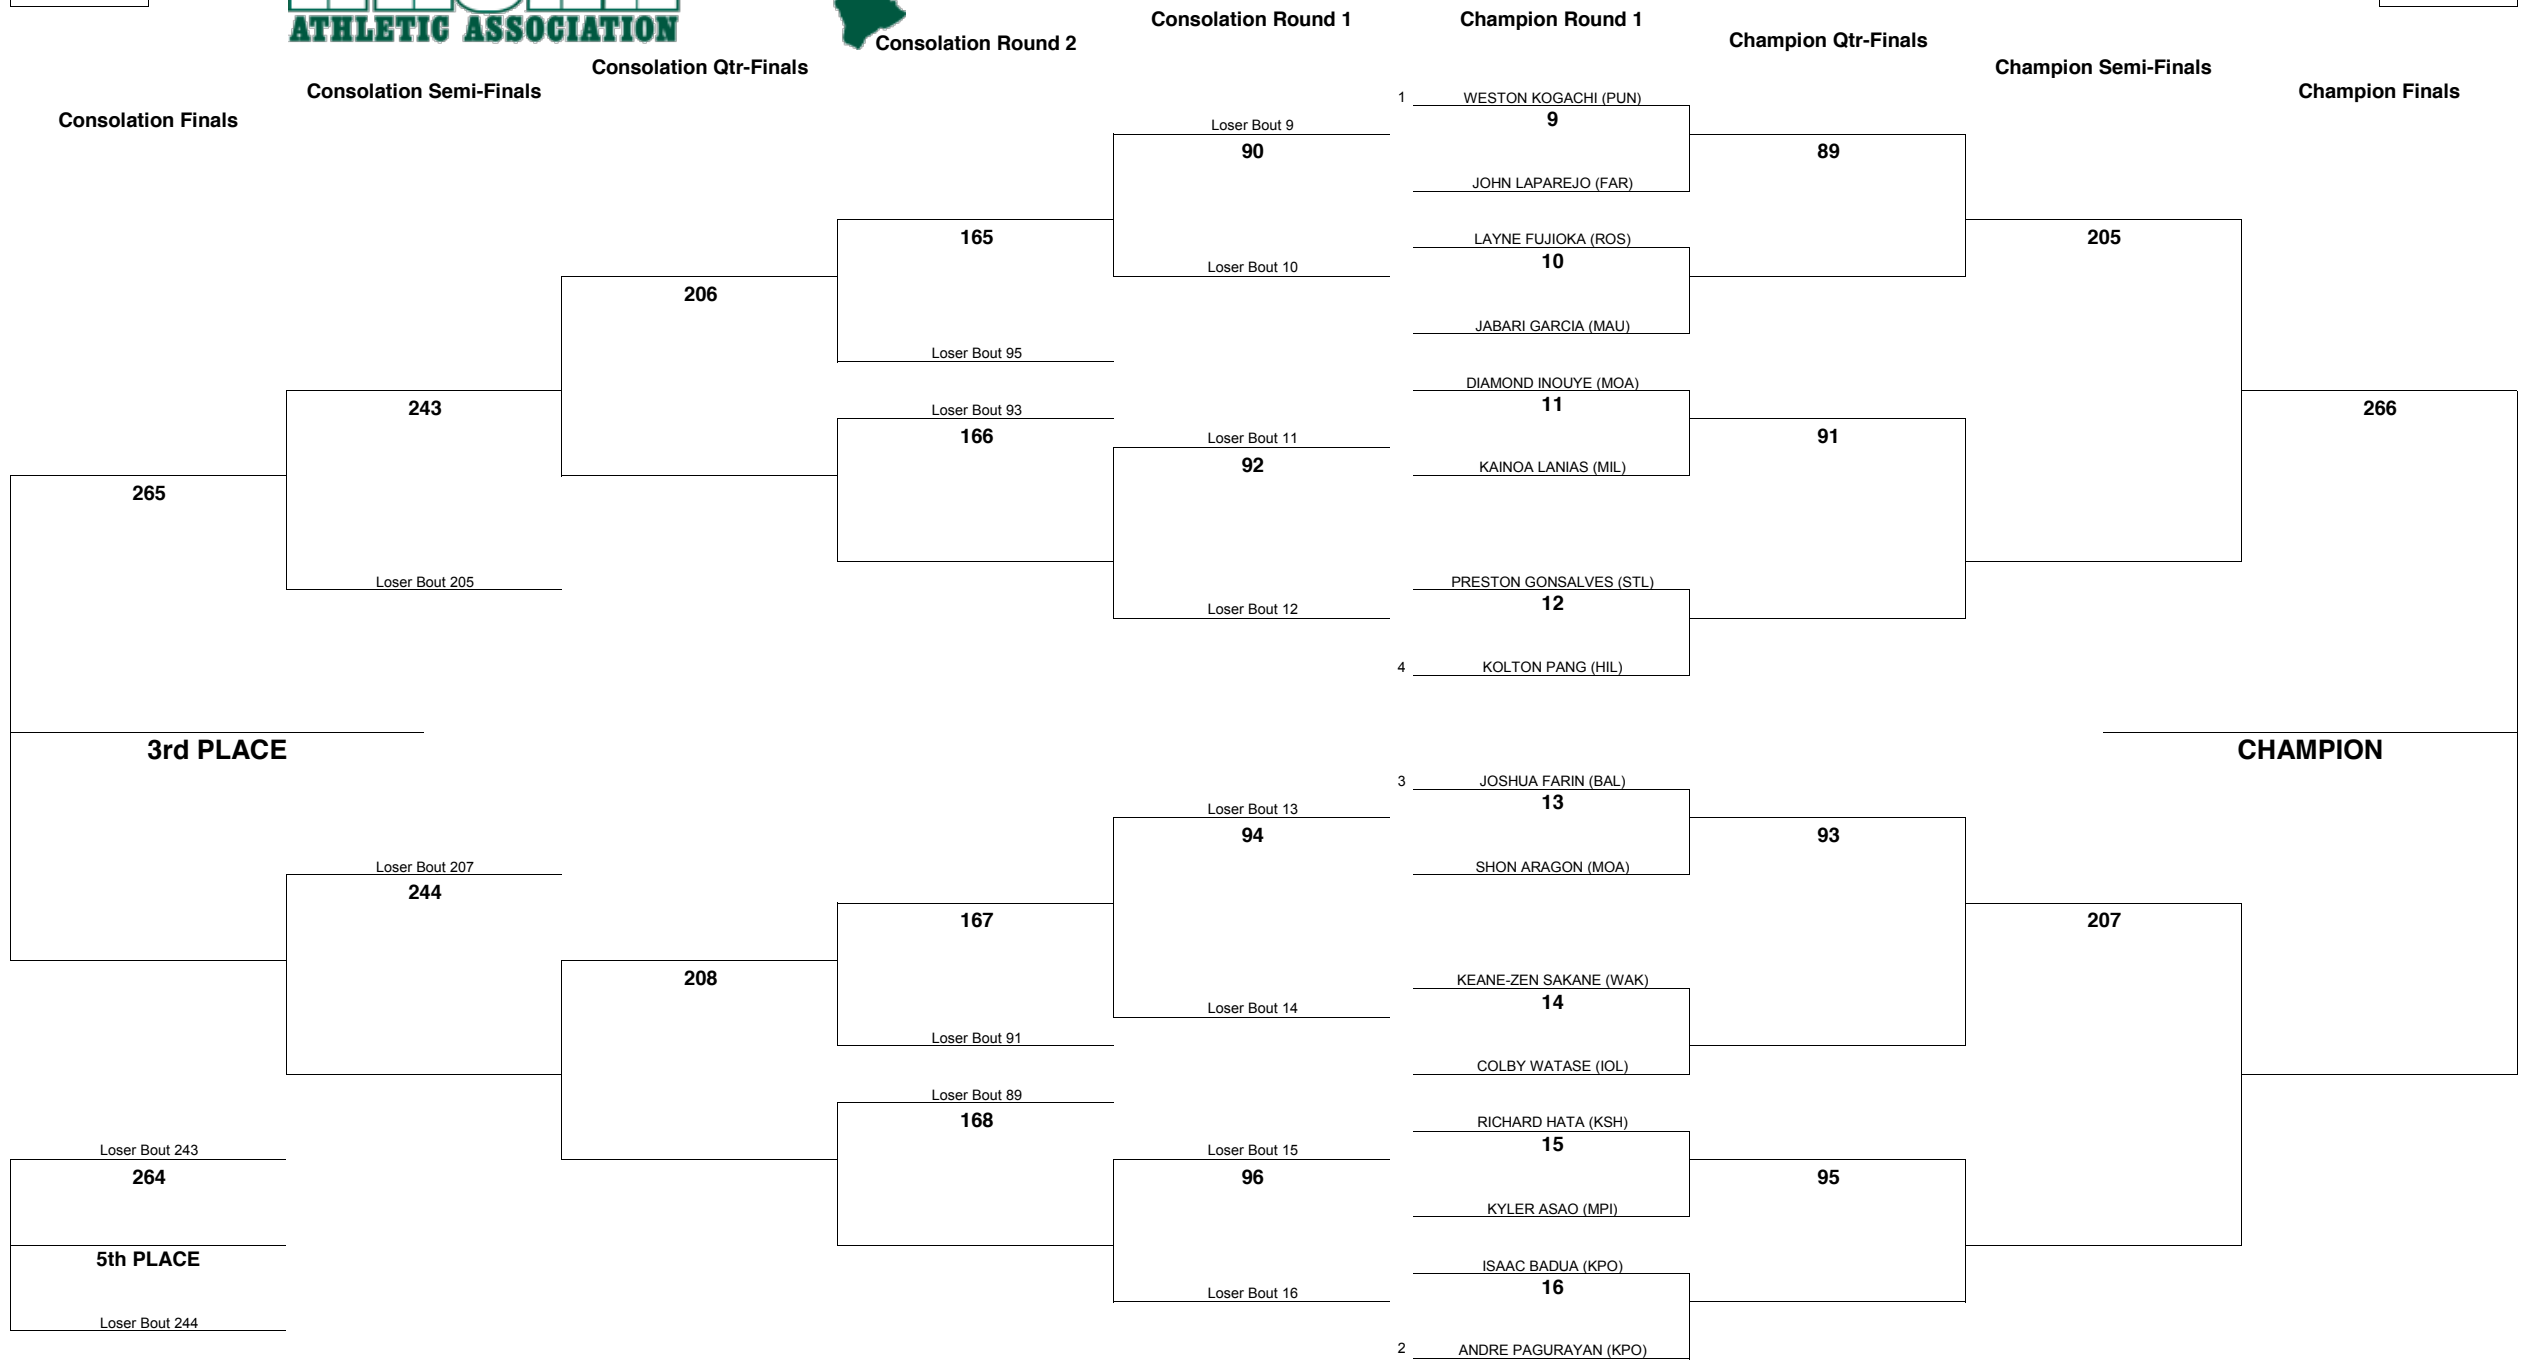 ATHLETIC ASSOCIATION
Consolation Round 1
Champion Round 1
Consolation Round 2
Champion Qtr-Finals
Consolation Qtr-Finals
Champion Semi-Finals
Consolation Semi-Finals
Champion Finals
Consolation Finals
1 WESTON KOGACHI (PUN)
9
JOHN LAPAREJO (FAR)
LAYNE FUJIOKA (ROS)
10
JABARI GARCIA (MAU)
DIAMOND INOUYE (MOA)
11
KAINOA LANIAS (MIL)
PRESTON GONSALVES (STL)
12
4 KOLTON PANG (HIL)
3 JOSHUA FARIN (BAL)
13
SHON ARAGON (MOA)
KEANE-ZEN SAKANE (WAK)
14
COLBY WATASE (IOL)
RICHARD HATA (KSH)
15
KYLER ASAO (MPI)
ISAAC BADUA (KPO)
16
2 ANDRE PAGURAYAN (KPO)
89
91
93
95
205
207
266
CHAMPION
Loser Bout 9
90
Loser Bout 10
Loser Bout 11
92
Loser Bout 12
Loser Bout 13
94
Loser Bout 14
Loser Bout 15
96
Loser Bout 16
165
Loser Bout 95
Loser Bout 93
166
167
Loser Bout 91
Loser Bout 89
168
206
208
243
Loser Bout 205
Loser Bout 207
244
265
3rd PLACE
Loser Bout 243
264
5th PLACE
Loser Bout 244